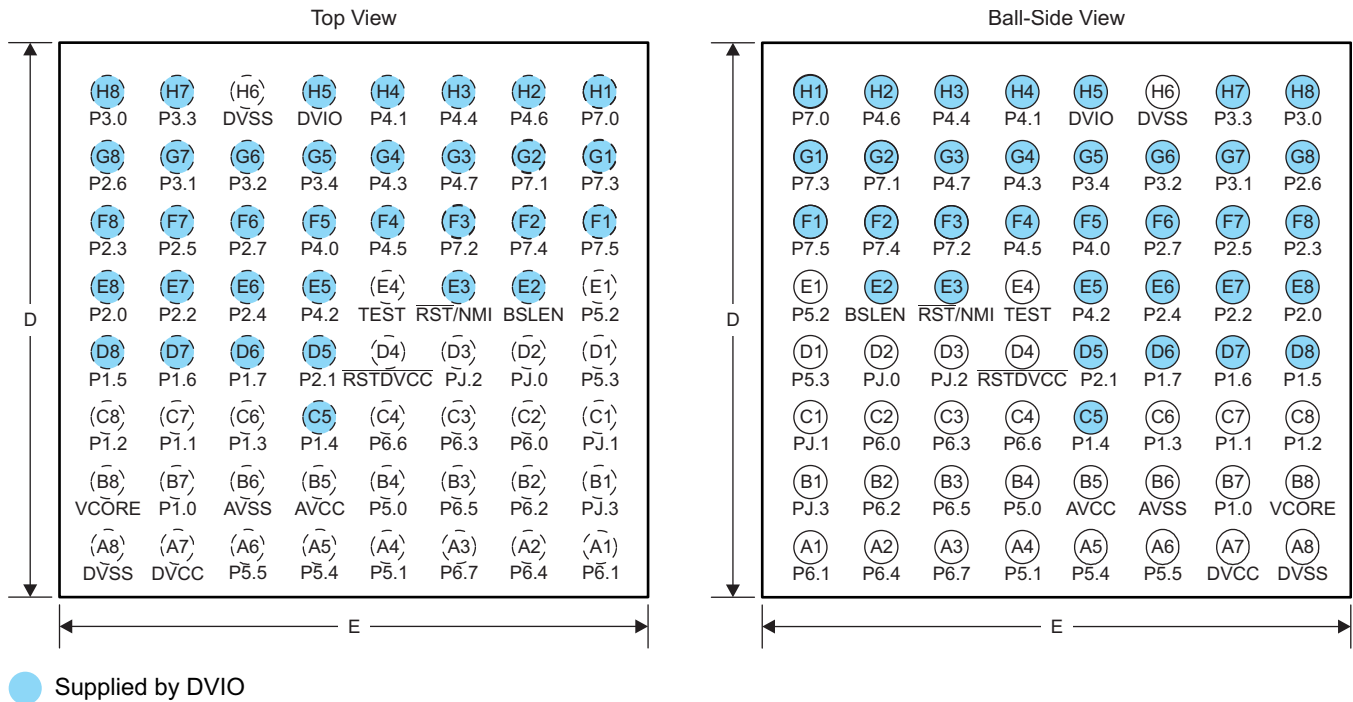 Top View
H8 H7 H6 H5 H4 H3 H2 H1
P3.0 P3.3 DVSS DVIO P4.1 P4.4 P4.6 P7.0
G8 G7 G6 G5 G4 G3 G2 G1
P2.6 P3.1 P3.2 P3.4 P4.3 P4.7 P7.1 P7.3
F8 F7 F6 F5 F4 F3 F2 F1
P2.3 P2.5 P2.7 P4.0 P4.5 P7.2 P7.4 P7.5
E8 E7 E6 E5 E4 E3 E2 E1
P2.0 P2.2 P2.4 P4.2 TEST RST/NMI BSLEN P5.2
D
D8 D7 D6 D5 D4 D3 D2 D1
P1.5 P1.6 P1.7 P2.1 RSTDVCC PJ.2 PJ.0 P5.3
C8 C7 C6 C5 C4 C3 C2 C1
P1.2 P1.1 P1.3 P1.4 P6.6 P6.3 P6.0 PJ.1
B8 B7 B6 B5 B4 B3 B2 B1
VCORE P1.0 AVSS AVCC P5.0 P6.5 P6.2 PJ.3
A8 A7 A6 A5 A4 A3 A2 A1
DVSS DVCC P5.5 P5.4 P5.1 P6.7 P6.4 P6.1
E
Ball-Side View
H1 H2 H3 H4 H5 H6 H7 H8
P7.0 P4.6 P4.4 P4.1 DVIO DVSS P3.3 P3.0
G1 G2 G3 G4 G5 G6 G7 G8
P7.3 P7.1 P4.7 P4.3 P3.4 P3.2 P3.1 P2.6
F1 F2 F3 F4 F5 F6 F7 F8
P7.5 P7.4 P7.2 P4.5 P4.0 P2.7 P2.5 P2.3
E1 E2 E3 E4 E5 E6 E7 E8
P5.2 BSLEN RST/NMI TEST P4.2 P2.4 P2.2 P2.0
D
D1 D2 D3 D4 D5 D6 D7 D8
P5.3 PJ.0 PJ.2 RSTDVCC P2.1 P1.7 P1.6 P1.5
C1 C2 C3 C4 C5 C6 C7 C8
PJ.1 P6.0 P6.3 P6.6 P1.4 P1.3 P1.1 P1.2
B1 B2 B3 B4 B5 B6 B7 B8
PJ.3 P6.2 P6.5 P5.0 AVCC AVSS P1.0 VCORE
A1 A2 A3 A4 A5 A6 A7 A8
P6.1 P6.4 P6.7 P5.1 P5.4 P5.5 DVCC DVSS
E
Supplied by DVIO